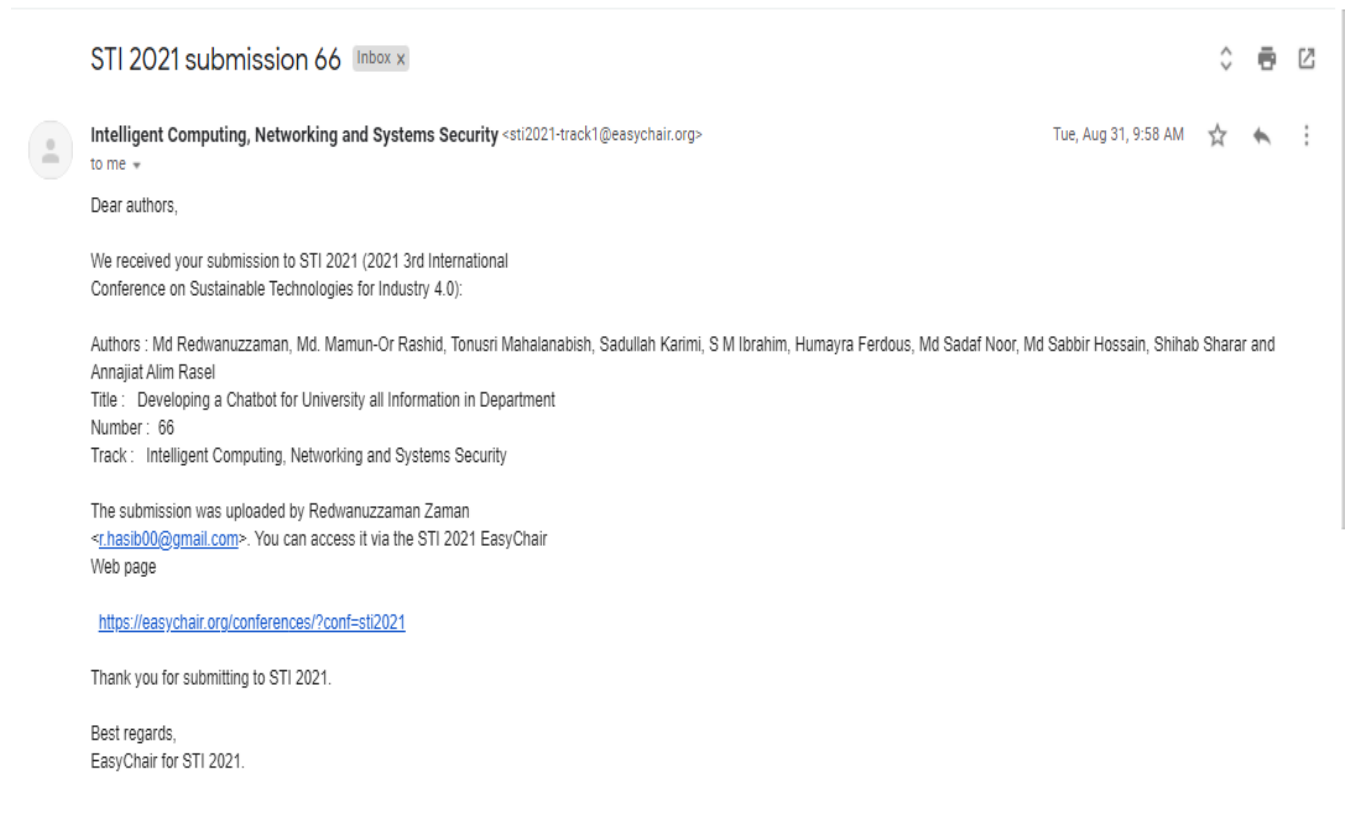 STI 2021 submission 66 Inbox x
Intelligent Computing, Networking and Systems Security <sti2021-track1@easychair.org> Tue, Aug 31, 9:58 AM
to me
Dear authors,
We received your submission to STI 2021 (2021 3rd International
Conference on Sustainable Technologies for Industry 4.0):
Authors : Md Redwanuzzaman, Md. Mamun-Or Rashid, Tonusri Mahalanabish, Sadullah Karimi, S M Ibrahim, Humayra Ferdous, Md Sadaf Noor, Md Sabbir Hossain, Shihab Sharar and
Annajiat Alim Rasel
Title : Developing a Chatbot for University all Information in Department
Number : 66
Track : Intelligent Computing, Networking and Systems Security
The submission was uploaded by Redwanuzzaman Zaman
<r.hasib00@gmail.com>. You can access it via the STI 2021 EasyChair
Web page
https://easychair.org/conferences/?conf=sti2021
Thank you for submitting to STI 2021.
Best regards,
EasyChair for STI 2021.